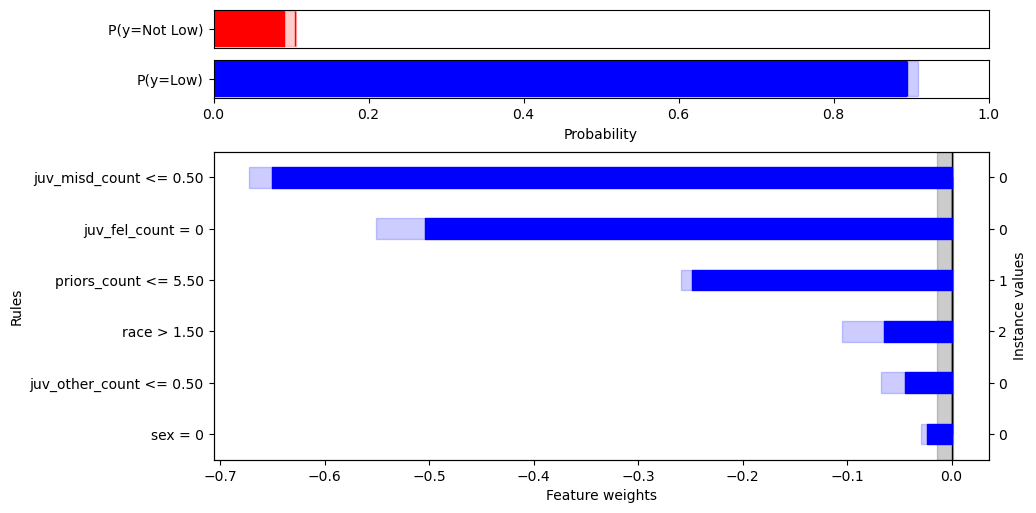 P(y=Not Low)
P(y=Low)
0.0 0.2 0.4 0.6 0.8 1.0
Probability
juv_misd_count <= 0.50 0
juv_fel_count = 0 0
priors_count <= 5.50 1
race > 1.50 2
juv_other_count <= 0.50 0
sex = 0 0
Rules
Instance values
−0.7 −0.6 −0.5 −0.4 −0.3 −0.2 −0.1 0.0
Feature weights